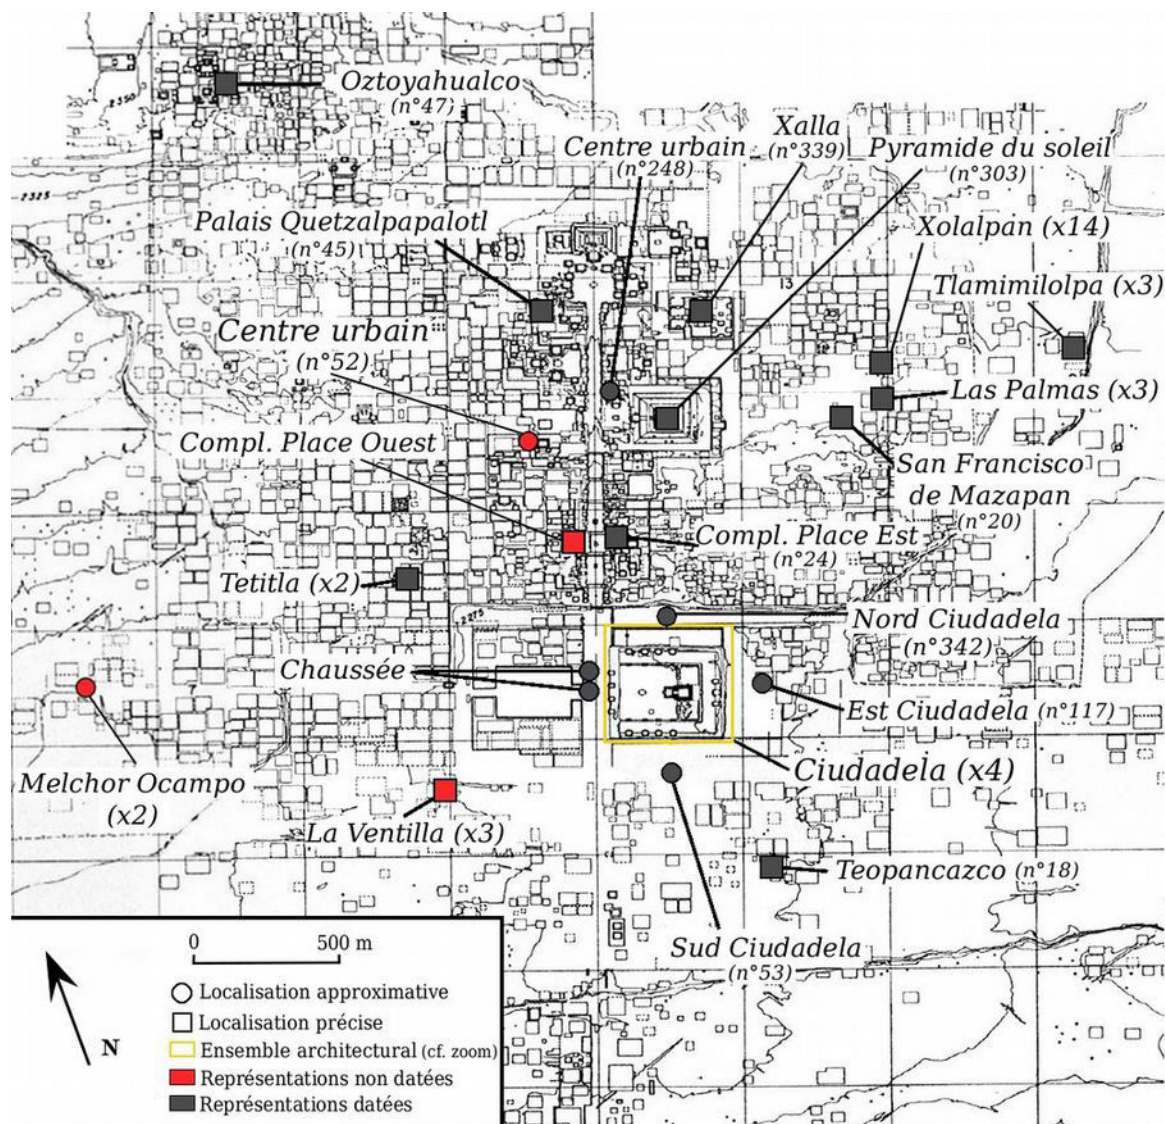 Oztoyahualco
(n°47)
2350
2325
Centre urbain
(n°248)
Xalla
(n°339)
Pyramide du soleil
(n°303)
Palais Quetzalpapalotl
(n°45)
Xolalpan (x14)
13
Tlamimilolpa (x3)
Centre urbain
(n°52)
Las Palmas (x3)
Compl. Place Ouest
San Francisco
de Mazapan
(n°20)
Compl. Place Est
(n°24)
Tetitla (x2)
2275
Nord Ciudadela
(n°342)
Chaussée
7
Est Ciudadela (n°117)
Ciudadela (x4)
Melchor Ocampo
(x2)
La Ventilla (x3)
Teopancazco (n°18)
Sud Ciudadela
(n°53)
0 500 m
Localisation approximative
Localisation précise
N
Ensemble architectural (cf. zoom)
Représentations non datées
Représentations datées